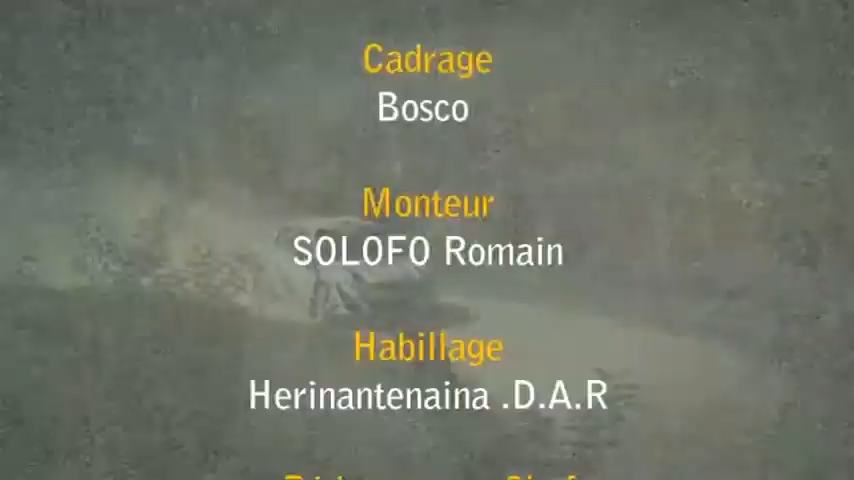 Cadrage
Bosco
Monteur
SOLOFO Romain
Habillage
Herinantenaina .D.A.R